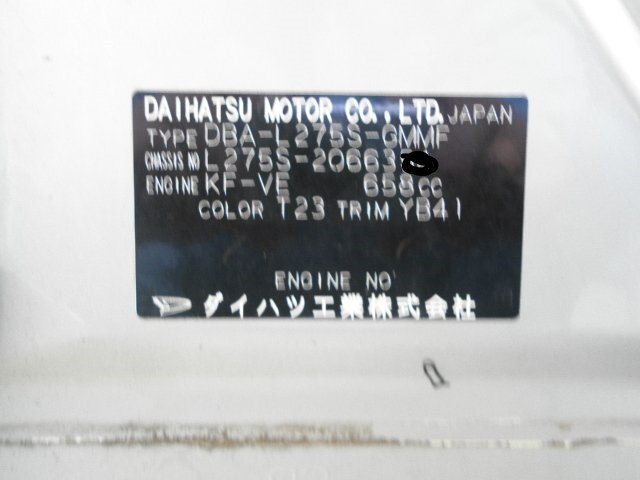 DAIHATSU MOTOR CO., LTD. JAPAN
TYPE DBA-L275S-GMMF
CHASSIS NO L275S-20663
ENGINE KF-VE 658cc
COLOR T23 TRIM YB41
ENGINE NO
ダイハツ工業株式会社